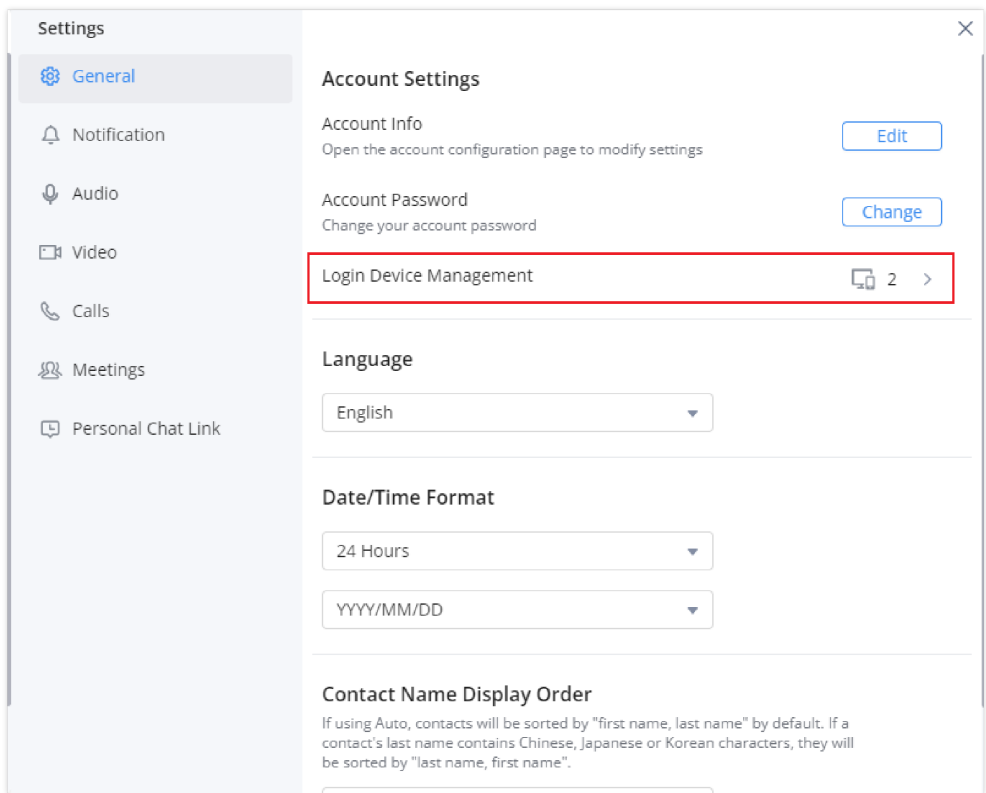 Settings
General
Notification
Audio
Video
Calls
Meetings
Personal Chat Link
Account Settings
Account Info
Open the account configuration page to modify settings
Edit
Account Password
Change your account password
Change
Login Device Management
2
Language
English
Date/Time Format
24 Hours
YYYY/MM/DD
Contact Name Display Order
If using Auto, contacts will be sorted by "first name, last name" by default. If a
contact's last name contains Chinese, Japanese or Korean characters, they will
be sorted by "last name, first name".